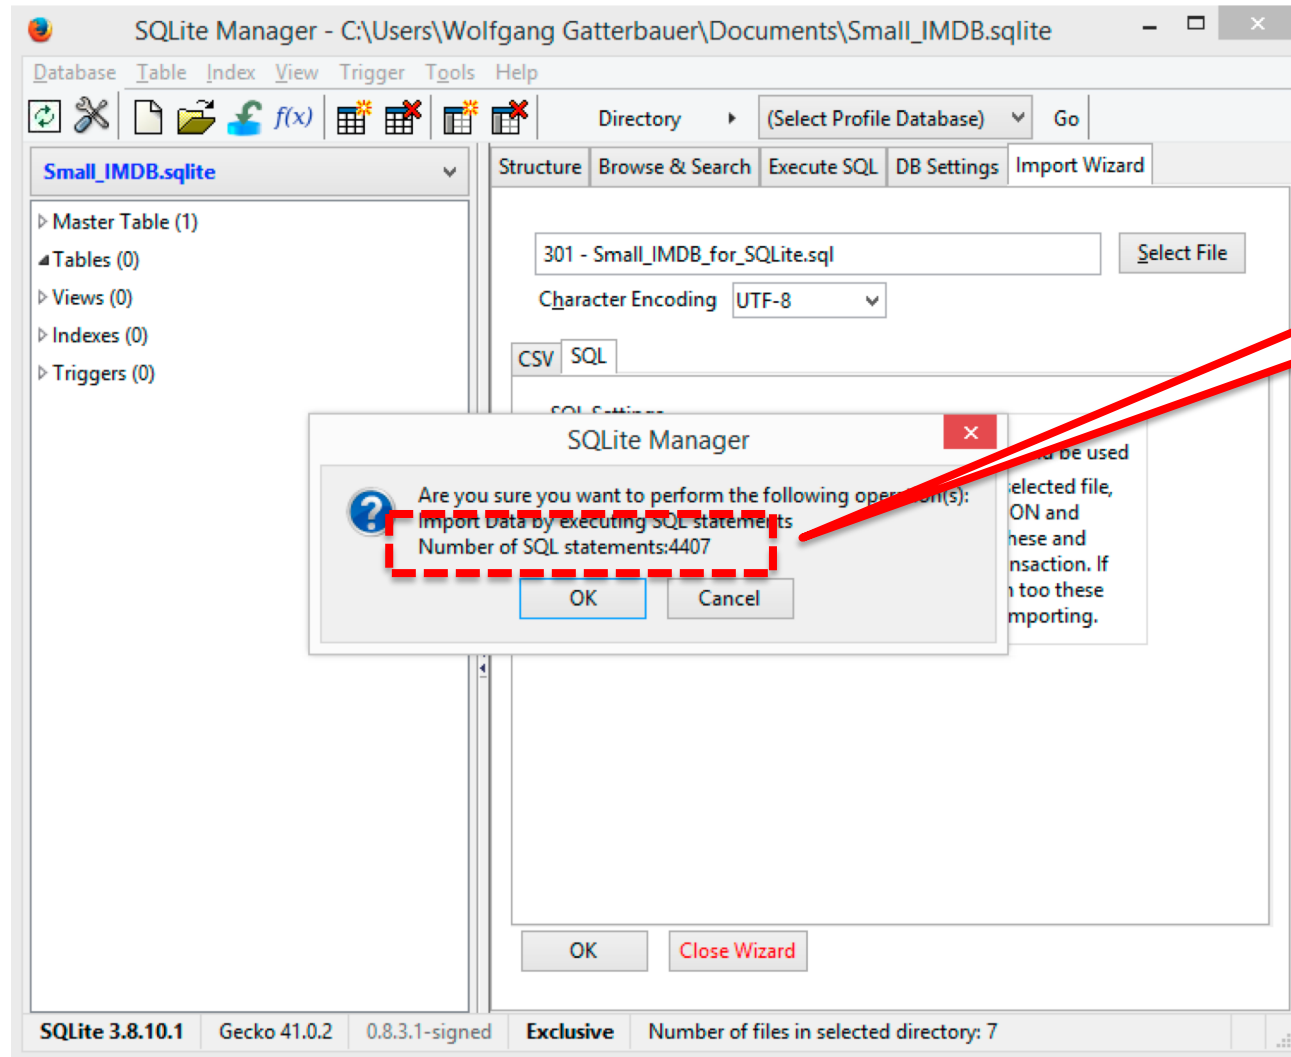 SQLite Manager - C:\Users\Wolfgang Gatterbauer\Documents\Small_IMDB.sqlite
Database Table Index View Trigger Tools Help
f(x) Directory (Select Profile Database) Go
Small_IMDB.sqlite
Structure Browse & Search Execute SQL DB Settings Import Wizard
Master Table (1)
Tables (0)
Views (0)
Indexes (0)
Triggers (0)
301 - Small_IMDB_for_SQLite.sql Select File
Character Encoding UTF-8
CSV SQL
SQL Settings
be used
selected file,
ON and
these and
nsaction. If
too these
mporting.
SQLite Manager
Are you sure you want to perform the following operation(s):
Import Data by executing SQL statements
Number of SQL statements:4407
OK Cancel
OK Close Wizard
SQLite 3.8.10.1 Gecko 41.0.2 0.8.3.1-signed Exclusive Number of files in selected directory: 7